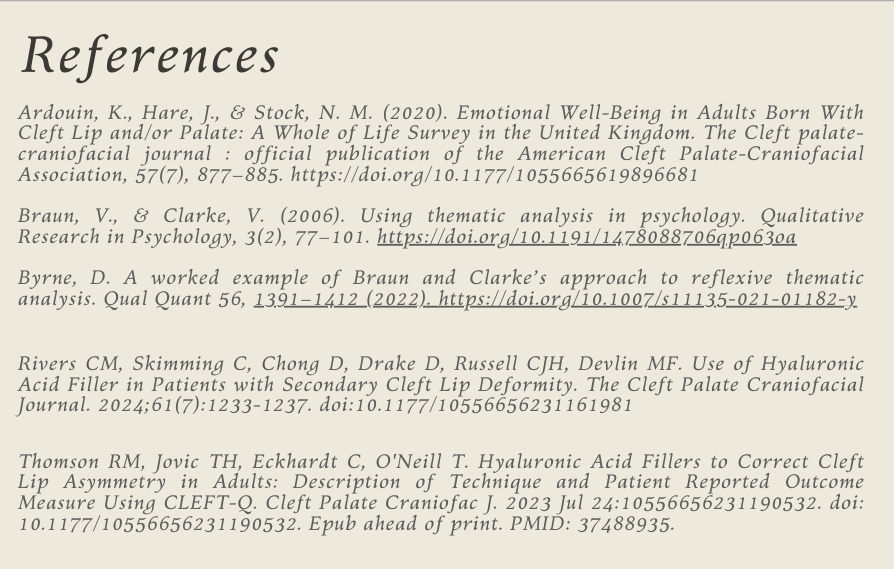 References
Ardouin, K., Hare, J., & Stock, N. M. (2020). Emotional Well-Being in Adults Born With
Cleft Lip and/or Palate: A Whole of Life Survey in the United Kingdom. The Cleft palate-
craniofacial journal : official publication of the American Cleft Palate-Craniofacial
Association, 57(7), 877–885. https://doi.org/10.1177/1055665619896681
Braun, V., & Clarke, V. (2006). Using thematic analysis in psychology. Qualitative
Research in Psychology, 3(2), 77–101. https://doi.org/10.1191/1478088706qp063oa
Byrne, D. A worked example of Braun and Clarke's approach to reflexive thematic
analysis. Qual Quant 56, 1391–1412 (2022). https://doi.org/10.1007/s11135-021-01182-y
Rivers CM, Skimming C, Chong D, Drake D, Russell CJH, Devlin MF. Use of Hyaluronic
Acid Filler in Patients with Secondary Cleft Lip Deformity. The Cleft Palate Craniofacial
Journal. 2024;61(7):1233-1237. doi:10.1177/10556656231161981
Thomson RM, Jovic TH, Eckhardt C, O'Neill T. Hyaluronic Acid Fillers to Correct Cleft
Lip Asymmetry in Adults: Description of Technique and Patient Reported Outcome
Measure Using CLEFT-Q. Cleft Palate Craniofac J. 2023 Jul 24:10556656231190532. doi:
10.1177/10556656231190532. Epub ahead of print. PMID: 37488935.